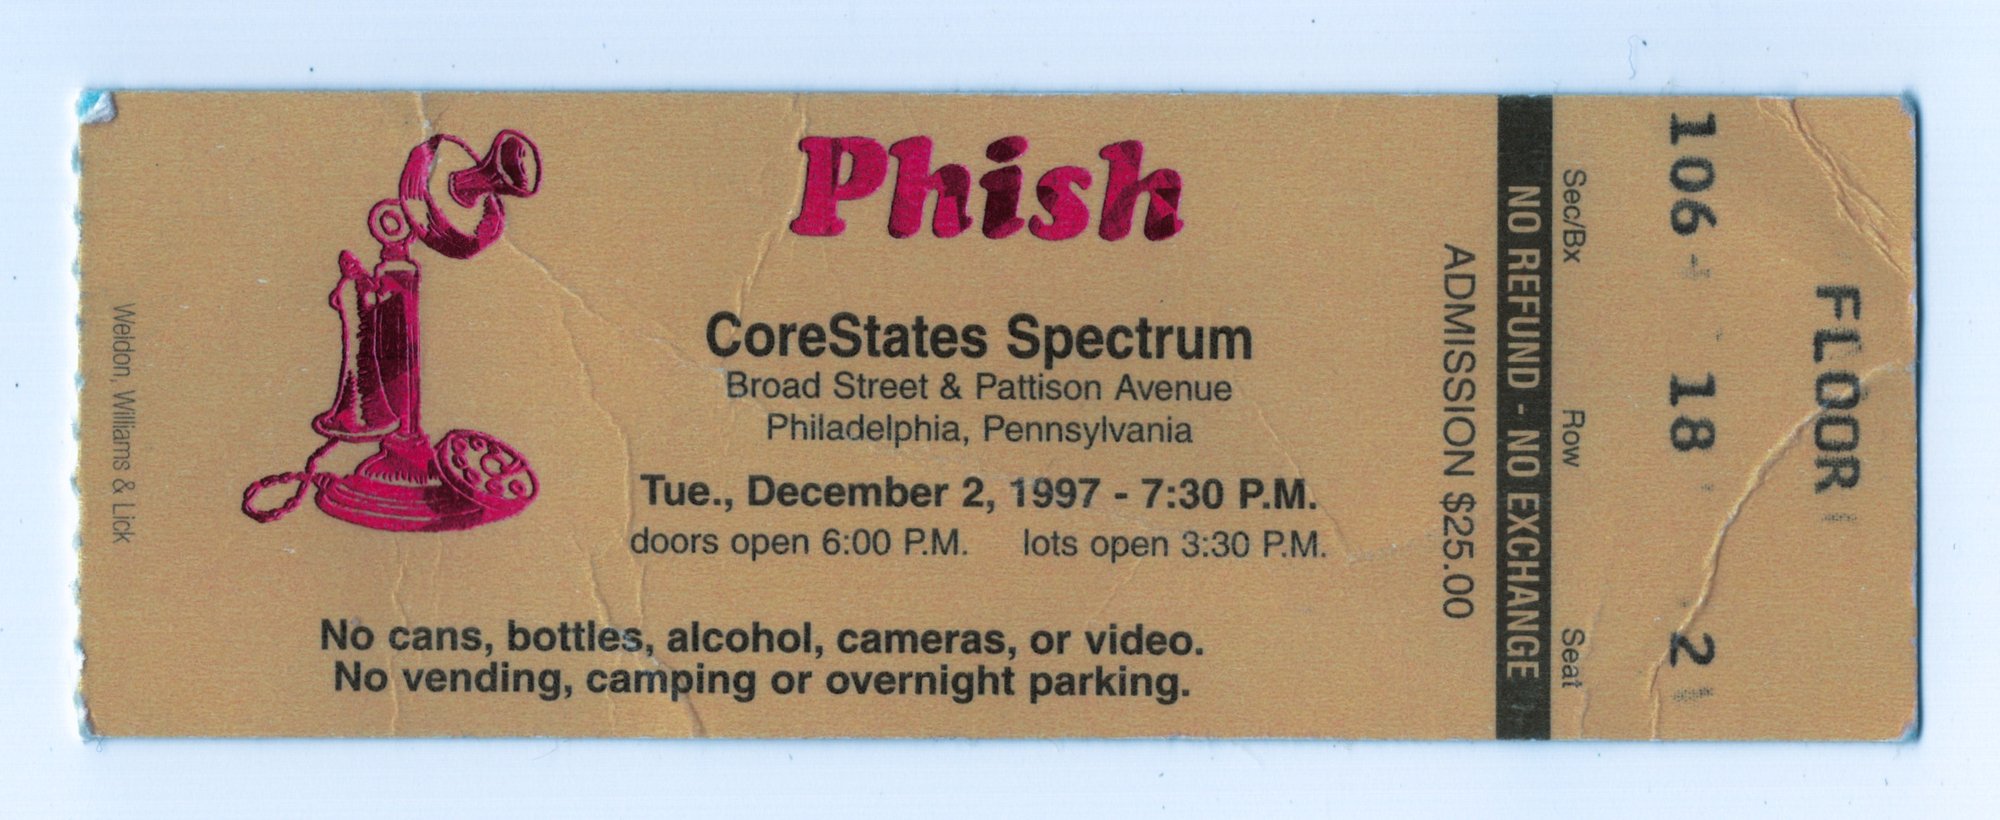 Phish
CoreStates Spectrum
Broad Street & Pattison Avenue
Philadelphia, Pennsylvania
Tue., December 2, 1997 - 7:30 P.M.
doors open 6:00 P.M. lots open 3:30 P.M.
No cans, bottles, alcohol, cameras, or video.
No vending, camping or overnight parking.
Weldon, Williams & Lick
ADMISSION $25.00
NO REFUND - NO EXCHANGE
Sec/Bx Row Seat
106 18 2
FLOOR